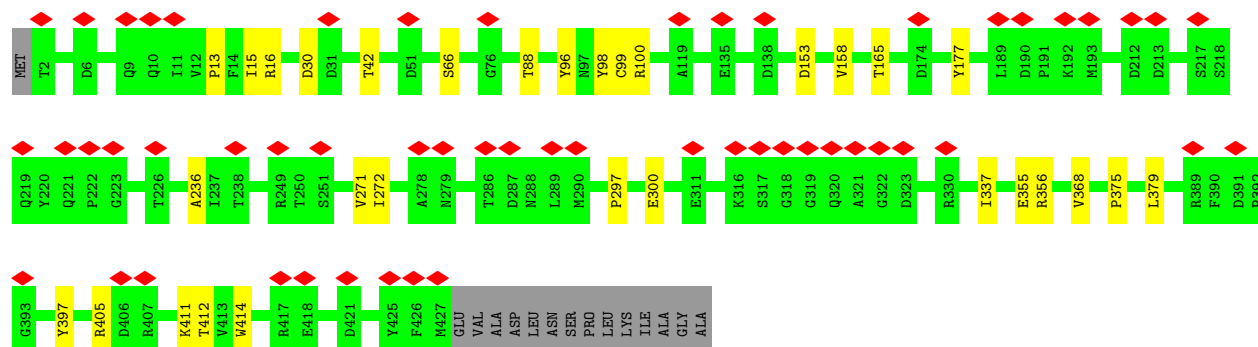 MET T2 D6 Q9 Q10 I11 V12 P13 F14 I15 R16 D30 D31 T42 D51 S66 G76 T88 Y96 N97 Y98 C99 R100 A119 E135 D138 D153 V158 T165 D174 Y177 L189 D190 P191 K192 M193 D212 D213 S217 S218
Q219 Y220 Q221 P222 G223 T226 A236 I237 T238 R249 T250 S251 V271 I272 A278 N279 T286 D287 N288 L289 M290 P297 E300 E311 K316 S317 G318 G319 Q320 A321 G322 D323 R330 I337 E355 R356 V368 P375 L379 R389 F390 D391 R392
G393 Y397 R405 D406 R407 K411 T412 V413 W414 R417 E418 D421 Y425 F426 M427 GLU VAL ALA ASP LEU ASN SER PRO LEU LYS ILE ALA GLY ALA